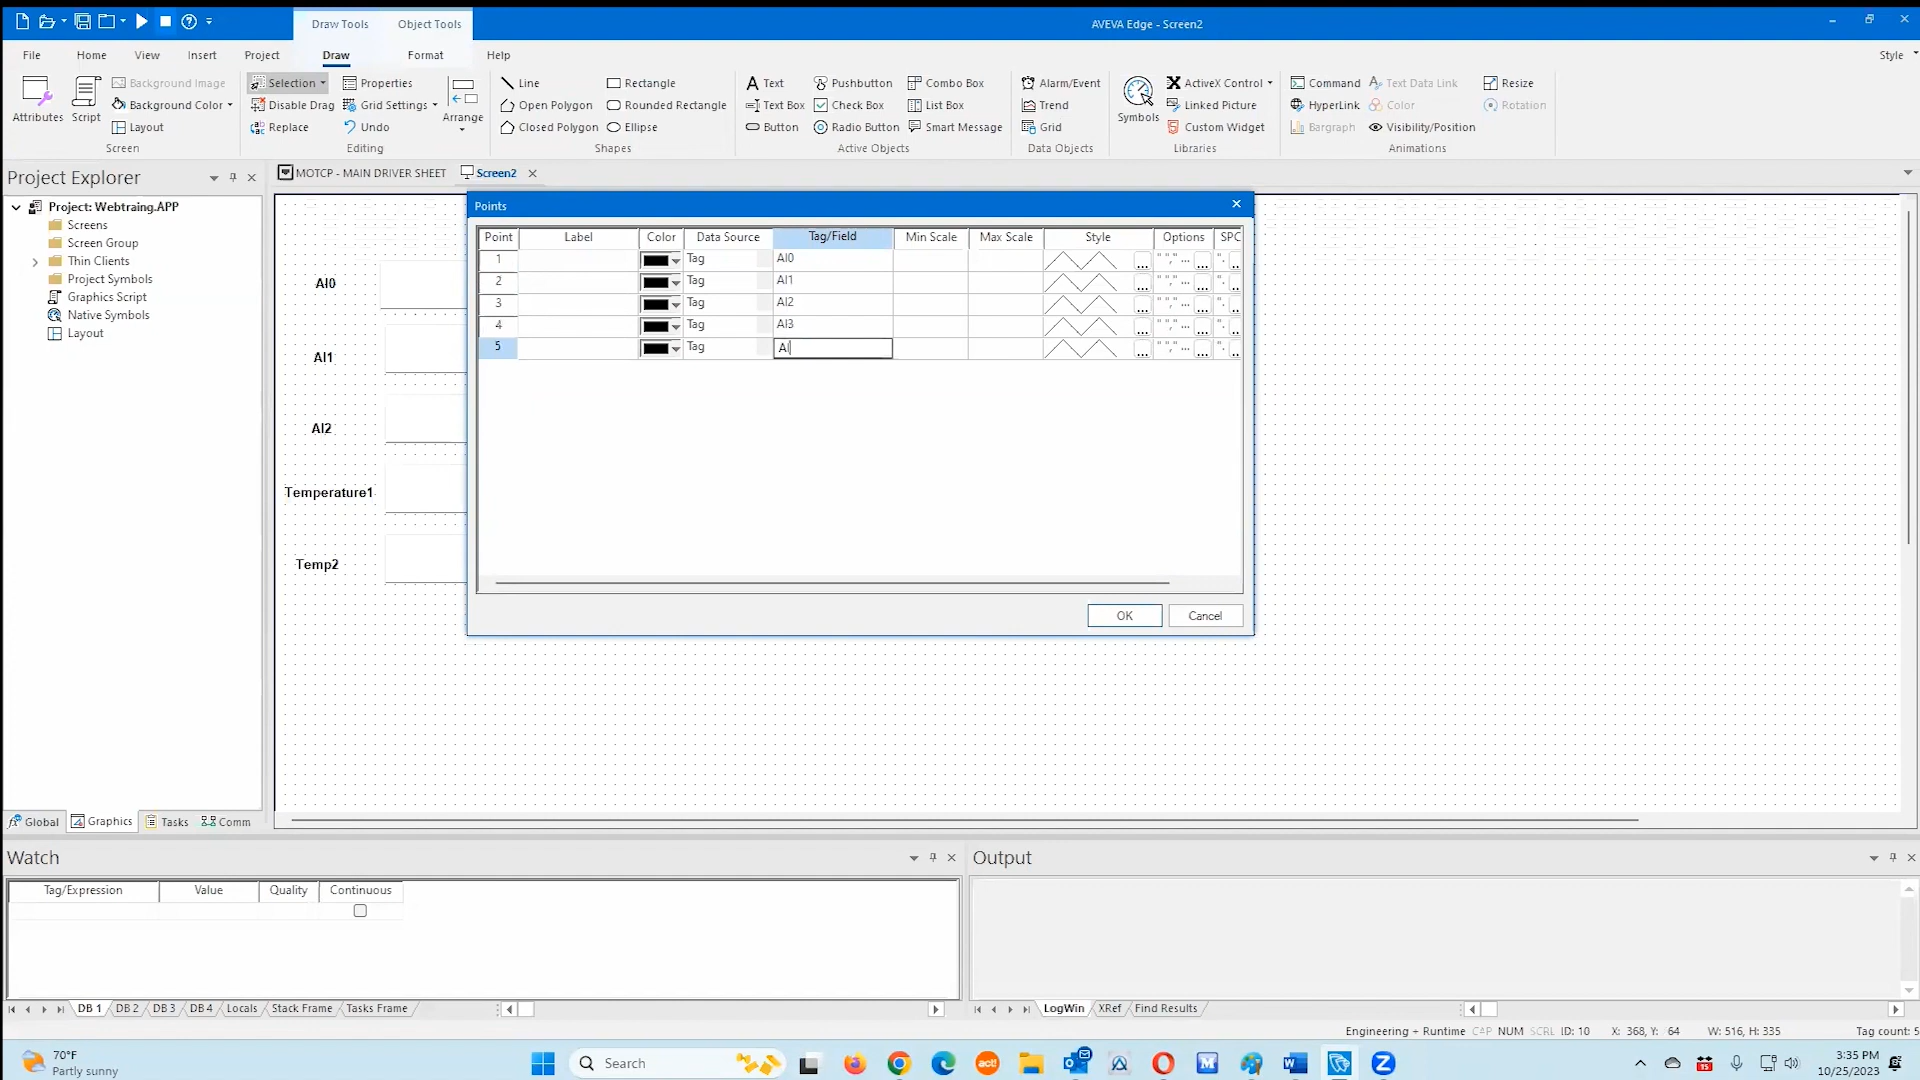 Draw Tools Object Tools AVEVA Edge - Screen2
File Home View Insert Project Draw Format Help Style
Attributes Script Background Image
Background Color
Layout
Screen
Selection Properties
Disable Drag Grid Settings
Replace Undo
Arrange
Editing
Line Rectangle
Open Polygon Rounded Rectangle
Closed Polygon Ellipse
Shapes
Text Pushbutton Combo Box
Text Box Check Box List Box
Button Radio Button Smart Message
Active Objects
Alarm/Event
Trend
Grid
Data Objects
Symbols ActiveX Control
Linked Picture
Custom Widget
Libraries
Command Text Data Link Resize
HyperLink Color Rotation
Bargraph Visibility/Position
Animations
Project Explorer
MOTCP - MAIN DRIVER SHEET Screen2
Project: Webtraing.APP
Screens
Screen Group
Thin Clients
Project Symbols
Graphics Script
Native Symbols
Layout
Global Graphics Tasks Comm
AI0
AI1
AI2
Temperature1
Temp2
Points
Point Label Color Data Source Tag/Field Min Scale Max Scale Style Options SPC
1 Tag AI0 ... " "," ... ... ". ..
2 Tag AI1 ... " "," ... ... ". ..
3 Tag AI2 ... " "," ... ... ". ..
4 Tag AI3 ... " "," ... ... ". ..
5 Tag AI ... " "," ... ... ". ..
OK Cancel
Watch
Tag/Expression Value Quality Continuous
DB 1 DB 2 DB 3 DB 4 Locals Stack Frame Tasks Frame
Output
LogWin XRef Find Results
Engineering + Runtime CAP NUM SCRL ID: 10 X: 368, Y: 64 W: 516, H: 335 Tag count: 5
70°F
Partly sunny
Search
act!
3:35 PM
10/25/2023